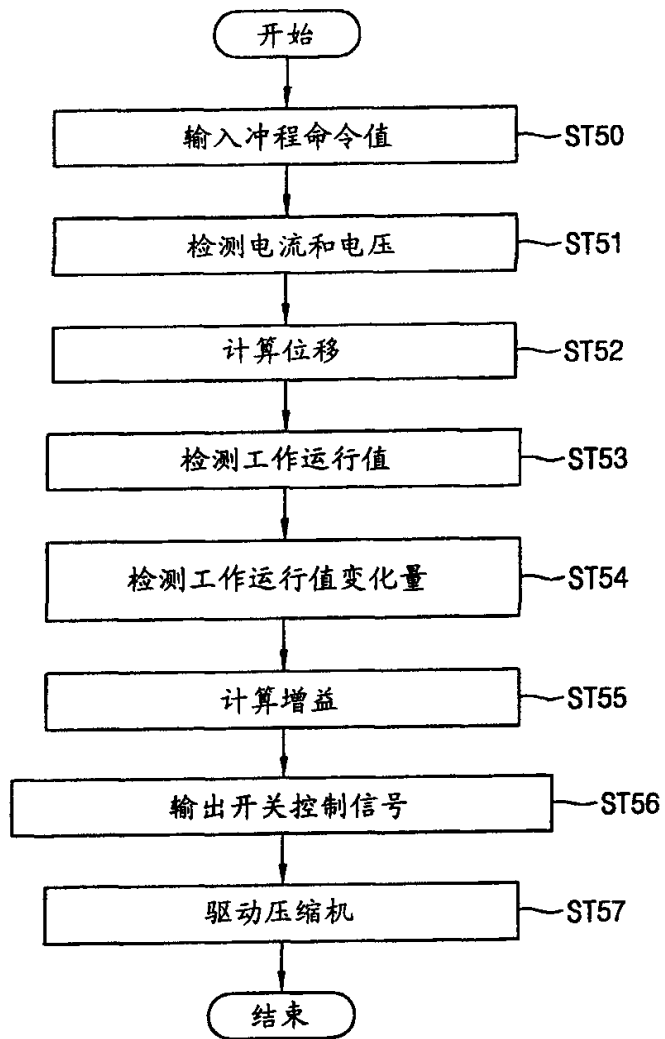 开始
输入冲程命令值 ST50
检测电流和电压 ST51
计算位移 ST52
检测工作运行值 ST53
检测工作运行值变化量 ST54
计算增益 ST55
输出开关控制信号 ST56
驱动压缩机 ST57
结束